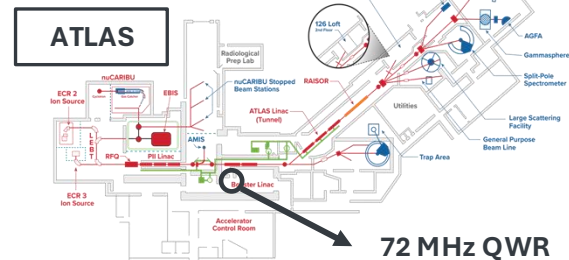 ATLAS
126 Loft
2nd Floor
AGFA
Gammasphere
Split-Pole
Spectrometer
Radiological
Prep Lab
nuCARIBU
nuCARIBU Stopped
Beam Stations
RAISOR
ECR 2
Ion Source
EBIS
Utilities
ATLAS Linac
(Tunnel)
Large Scattering
Facility
LEBT
AMIS
General Purpose
Beam Line
RFQ
PII Linac
Trap Area
ECR 3
Ion Source
Booster Linac
Accelerator
Control Room
72 MHz QWR